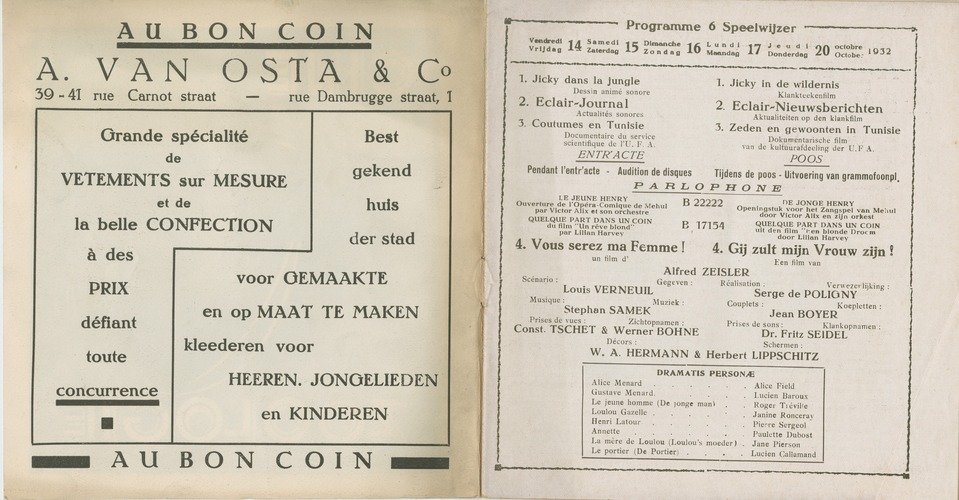 AU BON COIN
A. VAN OSTA & Co
39-41 rue Carnot straat — rue Dambrugge straat, 1
Grande spécialité
de
VETEMENTS sur MESURE
et de
la belle CONFECTION
à des
PRIX
défiant
toute
concurrence
Best
gekend
huis
der stad
voor GEMAAKTE
en op MAAT TE MAKEN
kleederen voor
HEEREN. JONGELIEDEN
en KINDEREN
AU BON COIN
Programme 6 Speelwijzer
Vendredi 14 Samedi 15 Dimanche 16 Lundi 17 Jeudi 20 octobre 1932
Vrijdag Zaterdag Zondag Maandag Donderdag Octobe:
1. Jicky dans la jungle
Dessin animé sonore
2. Eclair-Journal
Actualités sonores
3. Coutumes en Tunisie
Documentaire du service
scientifique de l'U. F. A.
ENTR'ACTE
Pendant l'entr'acte - Audition de disques
1. Jicky in de wildernis
Klankteekenfilm
2. Eclair-Nieuwsberichten
Aktualiteiten op den klankfilm
3. Zeden en gewoonten in Tunisie
Dokumentarische film
van de kultuurafdeeling der U.F.A.
POOS
Tijdens de poos - Uitvoering van grammofoonpl.
PARLOPHONE
LE JEUNE HENRY
Ouverture de l'Opéra-Comique de Mehul
par Victor Alix et son orchestre
B 22222
DE JONGE HENRY
Openingstuk voor het Zangspel van Mehul
door Victor Alix en zijn orkest
QUELQUE PART DANS UN COIN
du film "Un rêve blond"
par Lilian Harvey
B 17154
QUELQUE PART DANS UN COIN
uit den film blonde
door Lilian Harvey
4. Vous serez ma Femme !
un film d'
4. Gij zult mijn Vrouw zijn !
Een film van
Alfred ZEISLER
Scénario : Gegeven :
Louis VERNEUIL
Réalisation : Verwezerlijking :
Serge de POLIGNY
Musique : Muziek :
Stephan SAMEK
Couplets : Koepletten :
Jean BOYER
Prises de vues : Zichtopnamen :
Const. TSCHET & Werner BOHNE
Prises de sons : Klankopnamen :
Dr. Fritz SEIDEL
Décors : Schermen :
W. A. HERMANN & Herbert LIPPSCHITZ
DRAMATIS PERSONÆ
Alice Menard . . . . . . Alice Field
Gustave Menard. . . . . . Lucien Baroux
Le jeune homme (De jonge man) . . Roger Tréville
Loulou Gazelle . . . . . . Janine Ronceray
Henri Latour . . . . . . Pierre Sergeol
Annette . . . . . . Paulette Dubost
La mère de Loulou (Loulou's moeder) . Jane Pierson
Le portier (De Portier) . . . . Lucien Callamand